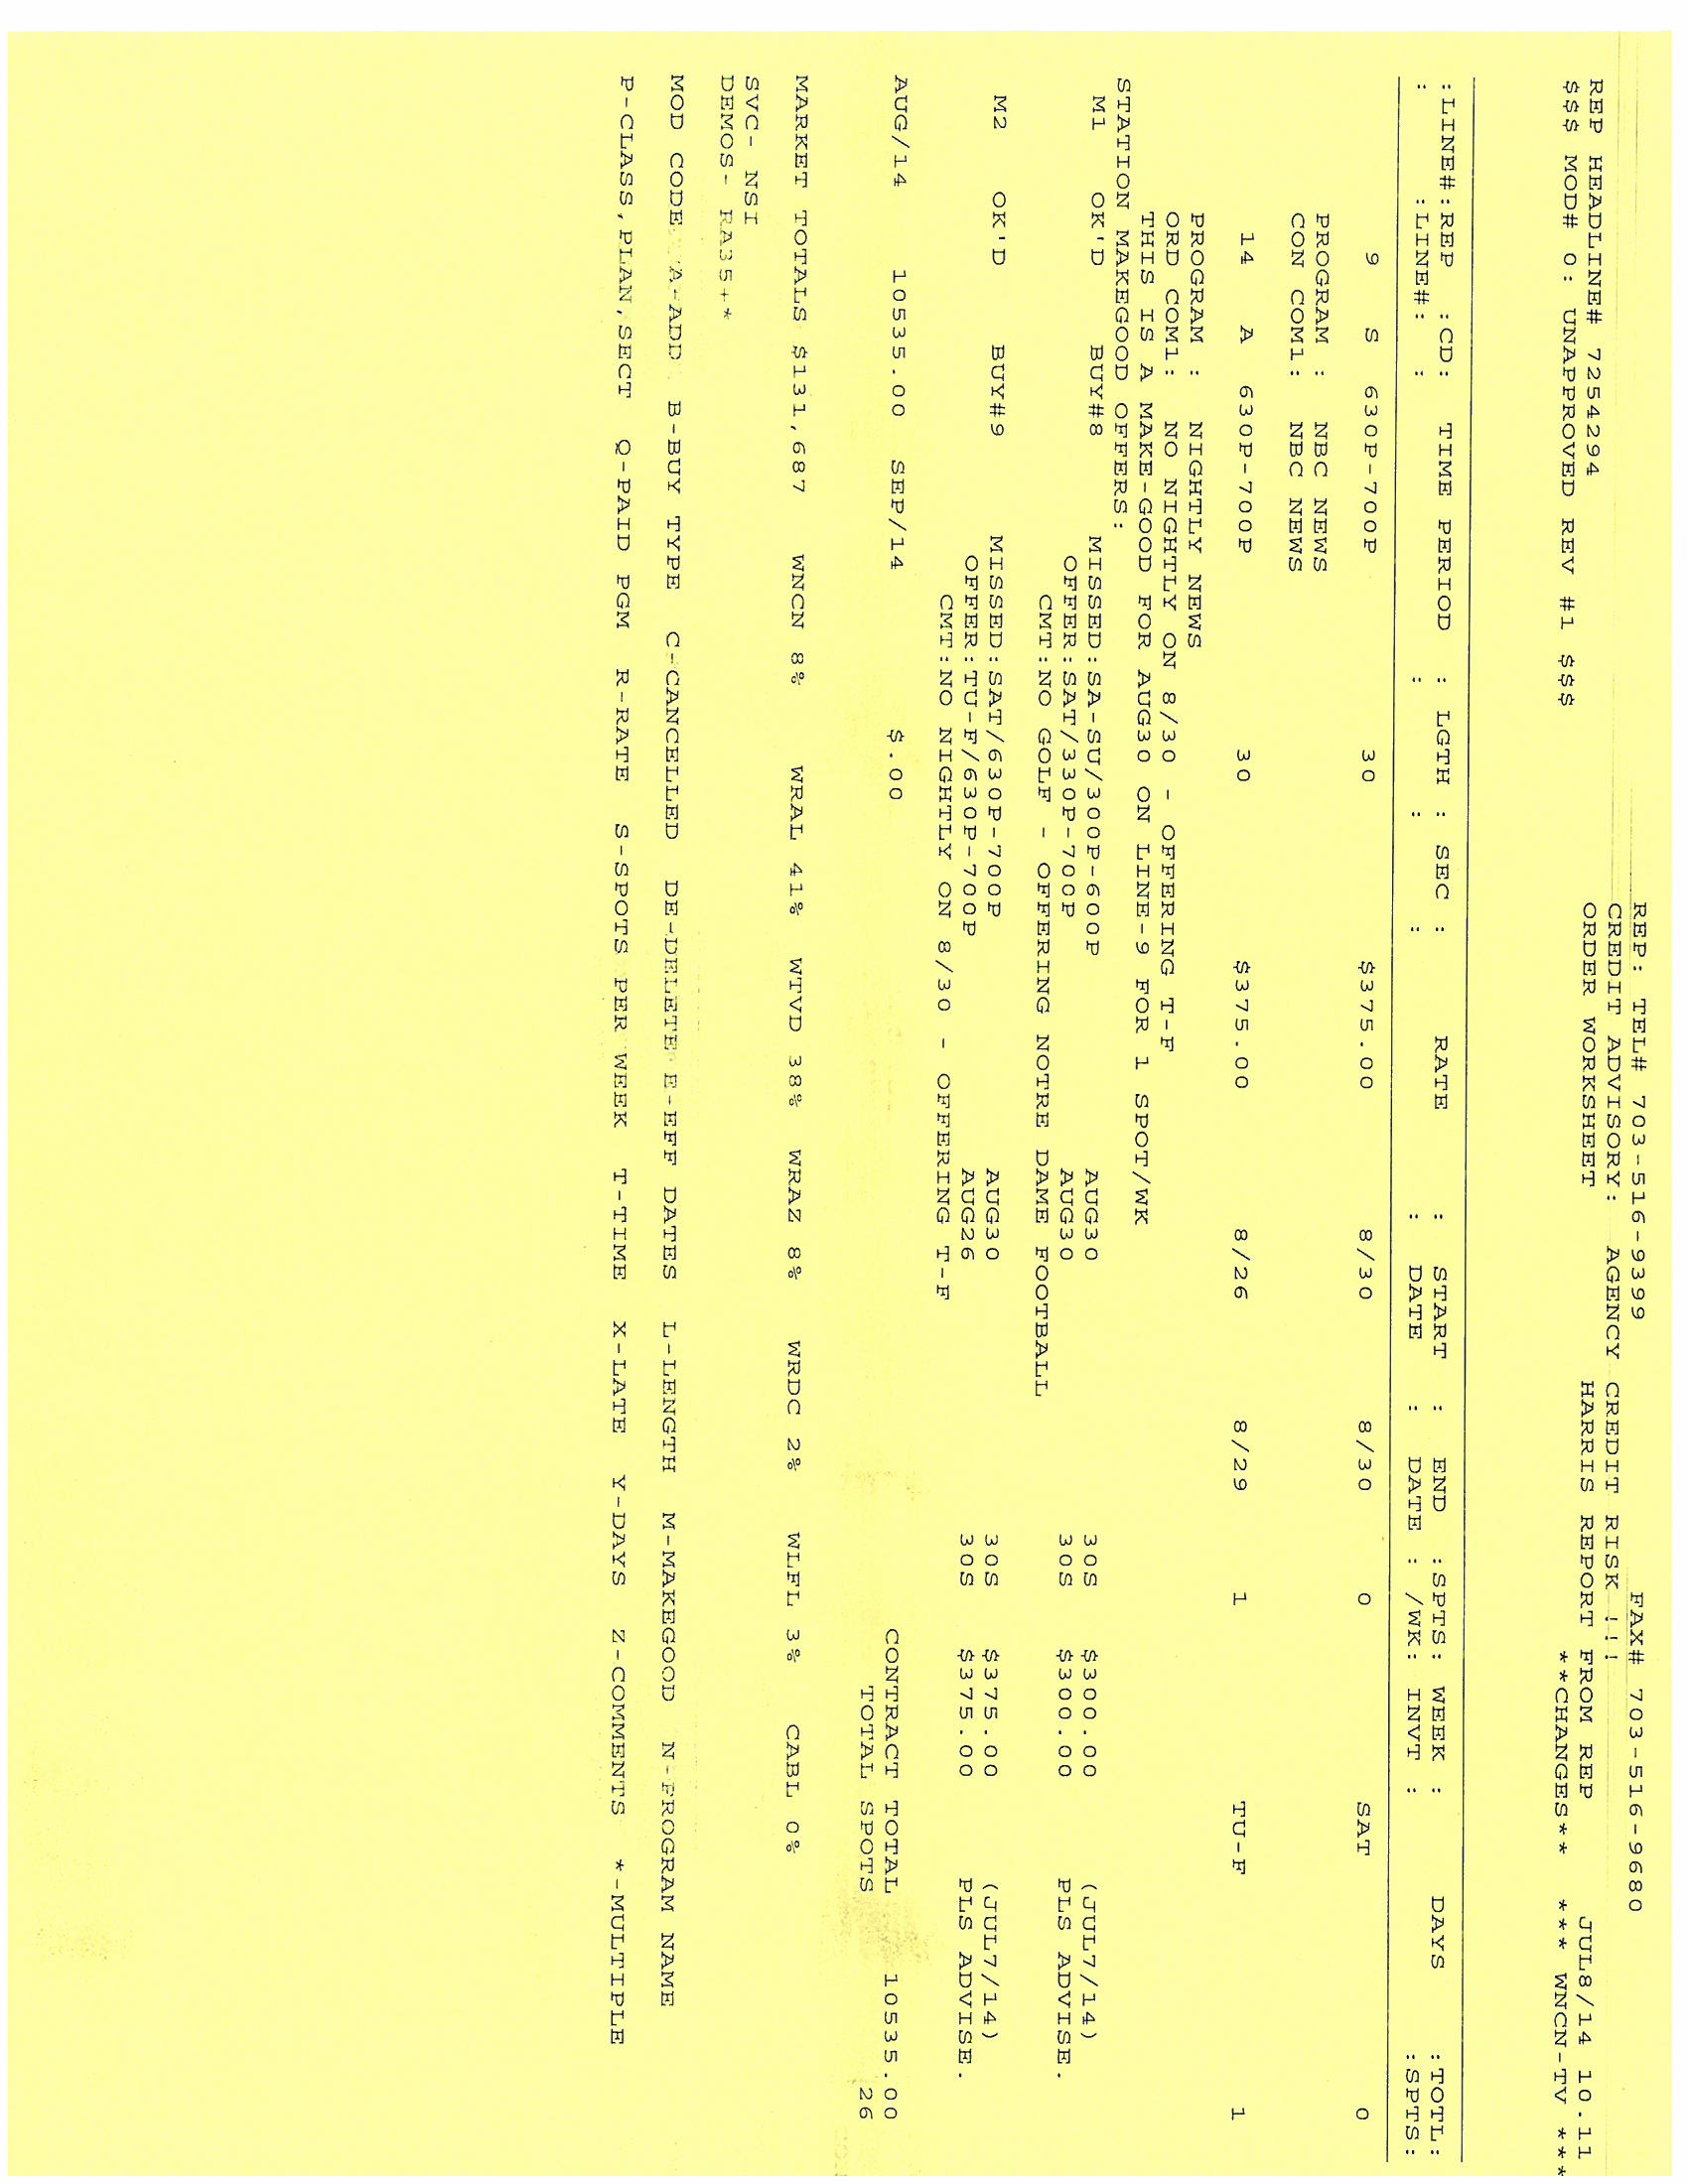 REP: TEL# 703-516-9399 FAX# 703-516-9680
CREDIT ADVISORY: AGENCY CREDIT RISK !!!
REP HEADLINE# 7254294 ORDER WORKSHEET HARRIS REPORT FROM REP JUL8/14 10.11
$$$ MOD# 0: UNAPPROVED REV #1 $$$ **CHANGES** *** WNCN-TV ***
:LINE#:REP :CD: TIME PERIOD : LGTH : SEC : RATE : START : END :SPTS: WEEK : DAYS :TOTL:
: :LINE#: : : : : : DATE : DATE : /WK: INVT : :SPTS:
9 S 630P-700P 30 $375.00 8/30 8/30 0 SAT 0
PROGRAM : NBC NEWS
CON COM1: NBC NEWS
14 A 630P-700P 30 $375.00 8/26 8/29 1 TU-F 1
PROGRAM : NIGHTLY NEWS
ORD COM1: NO NIGHTLY ON 8/30 - OFFERING T-F
THIS IS A MAKE-GOOD FOR AUG30 ON LINE-9 FOR 1 SPOT/WK
STATION MAKEGOOD OFFERS:
M1 OK'D BUY#8 MISSED:SA-SU/300P-600P AUG30 30S $300.00 (JUL7/14)
OFFER:SAT/330P-700P AUG30 30S $300.00 PLS ADVISE.
CMT:NO GOLF - OFFERING NOTRE DAME FOOTBALL
M2 OK'D BUY#9 MISSED:SAT/630P-700P AUG30 30S $375.00 (JUL7/14)
OFFER:TU-F/630P-700P AUG26 30S $375.00 PLS ADVISE.
CMT:NO NIGHTLY ON 8/30 - OFFERING T-F
AUG/14 10535.00 SEP/14 $.00 CONTRACT TOTAL 10535.00
TOTAL SPOTS 26
MARKET TOTALS $131,687 WNCN 8% WRAL 41% WTVD 38% WRAZ 8% WRDC 2% WLFL 3% CABL 0%
SVC- NSI
DEMOS- RA35+*
MOD CODE A-ADD B-BUY TYPE C-CANCELLED DE-DELETE E-EFF DATES L-LENGTH M-MAKEGOOD N-PROGRAM NAME
P-CLASS,PLAN,SECT Q-PAID PGM R-RATE S-SPOTS PER WEEK T-TIME X-LATE Y-DAYS Z-COMMENTS *-MULTIPLE